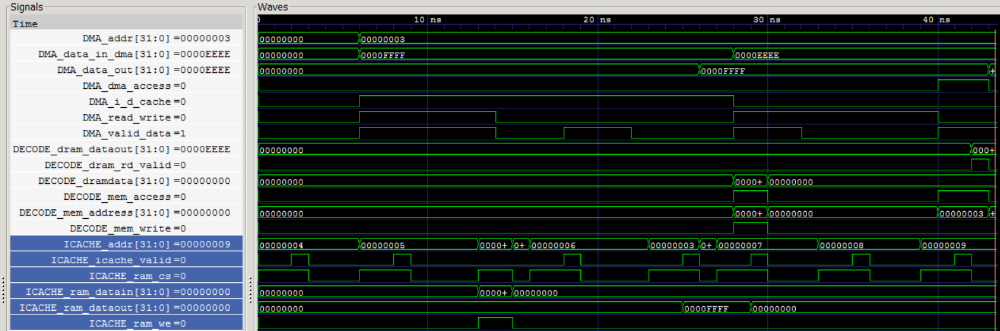 Signals
Waves
Time
0 10 ns 20 ns 30 ns 40 ns
DMA_addr[31:0] =00000003 00000000 00000003
DMA_data_in_dma[31:0] =0000EEEE 00000000 0000FFFF 0000EEEE
DMA_data_out[31:0] =0000EEEE 00000000 0000FFFF +
DMA_dma_access =0
DMA_i_d_cache =0
DMA_read_write =0
DMA_valid_data =1
DECODE_dram_dataout[31:0] =0000EEEE 00000000 000+
DECODE_dram_rd_valid =0
DECODE_dramdata[31:0] =00000000 00000000 0000+ 00000000
DECODE_mem_access =0
DECODE_mem_address[31:0] =00000000 00000000 0000+ 00000000 00000003 +
DECODE_mem_write =0
ICACHE_addr[31:0] =00000009 00000004 00000005 0000+ 0+ 00000006 00000003 0+ 00000007 00000008 00000009
ICACHE_icache_valid =0
ICACHE_ram_cs =0
ICACHE_ram_datain[31:0] =00000000 00000000 0000+ 00000000
ICACHE_ram_dataout[31:0] =00000000 00000000 0000FFFF 00000000
ICACHE_ram_we =0